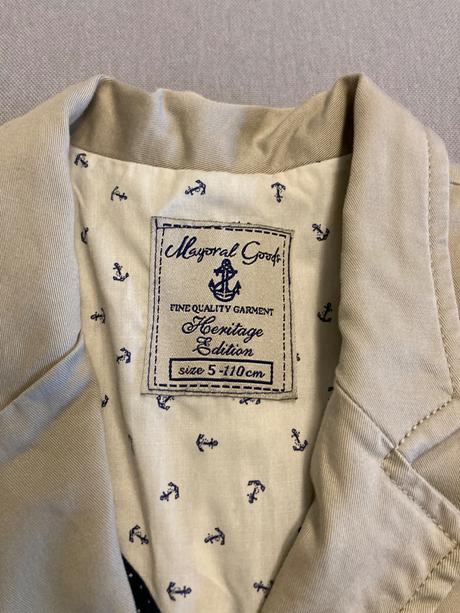 Mayoral Goods
FINE QUALITY GARMENT
Heritage
Edition
size 5-110cm